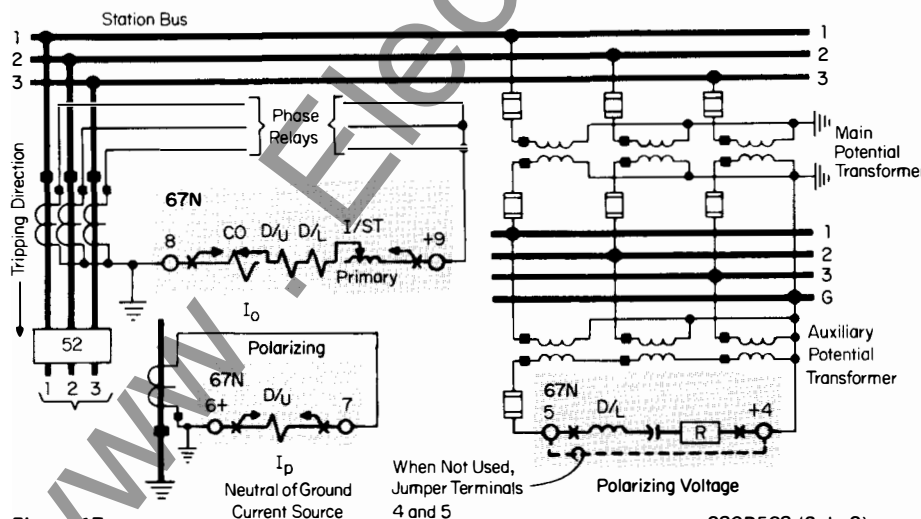 Station Bus
1
2
3
1
2
3
Phase
Relays
Main
Potential
Transformer
Tripping Direction
67N
8
CO
D/U
D/L
I/ST
+9
Primary
1
2
3
G
I₀
Polarizing
52
1 2 3
67N
6+
D/U
7
Iₚ
Neutral of Ground
Current Source
Auxiliary
Potential
Transformer
67N
5
D/L
R
+4
When Not Used,
Jumper Terminals
4 and 5
Polarizing Voltage
www.Elec